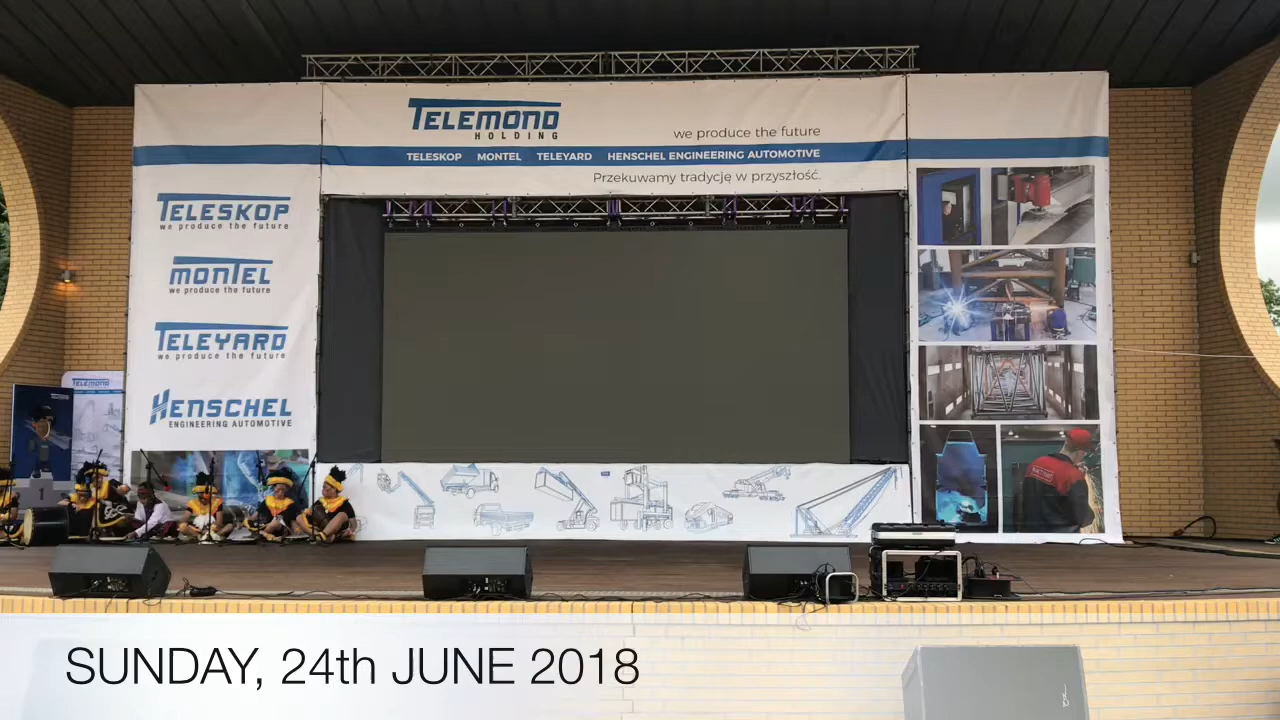 TELEMOND
HOLDING
we produce the future
TELESKOP MONTEL TELEYARD HENSCHEL ENGINEERING AUTOMOTIVE
Przekuwamy tradycję w przyszłość.
TELESKOP
we produce the future
MONTEL
we produce the future
TELEYARD
we produce the future
HENSCHEL
ENGINEERING AUTOMOTIVE
TELEMOND
1
SUNDAY, 24th JUNE 2018